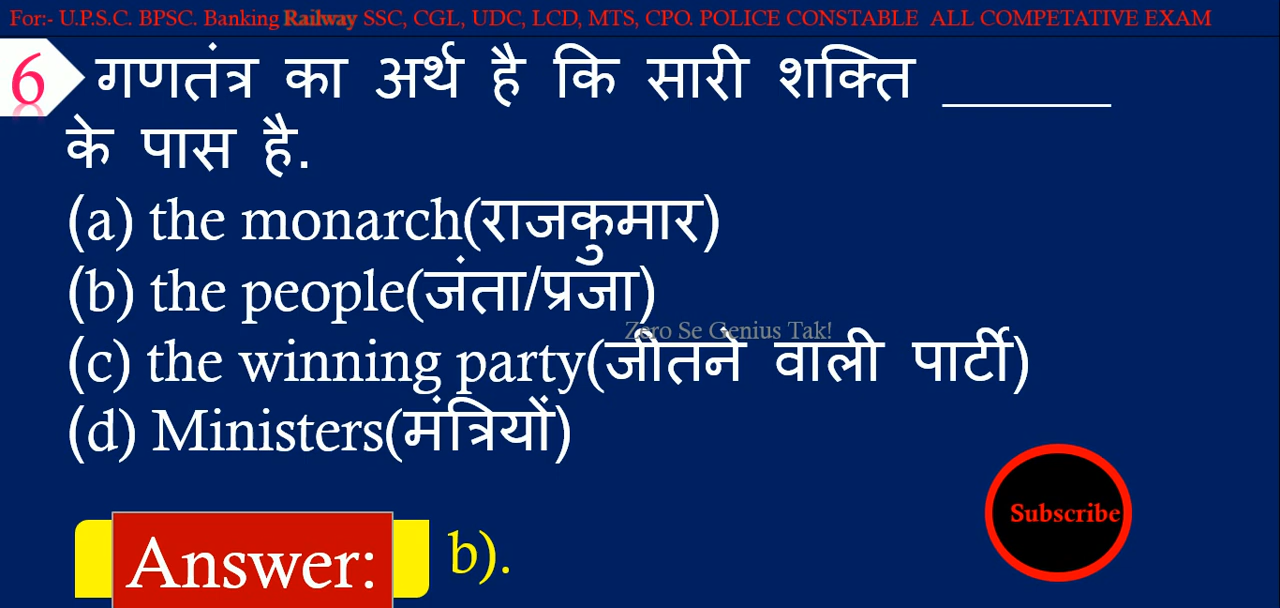 For:- U.P.S.C. BPSC. Banking Railway SSC, CGL, UDC, LCD, MTS, CPO. POLICE CONSTABLE ALL COMPETATIVE EXAM
6 गणतंत्र का अर्थ है कि सारी शक्ति ______
के पास है.
(a) the monarch(राजकुमार)
(b) the people(जंता/प्रजा)
Zero Se Genius Tak!
(c) the winning party(जीतने वाली पार्टी)
(d) Ministers(मंत्रियों)
Subscribe
Answer: b).